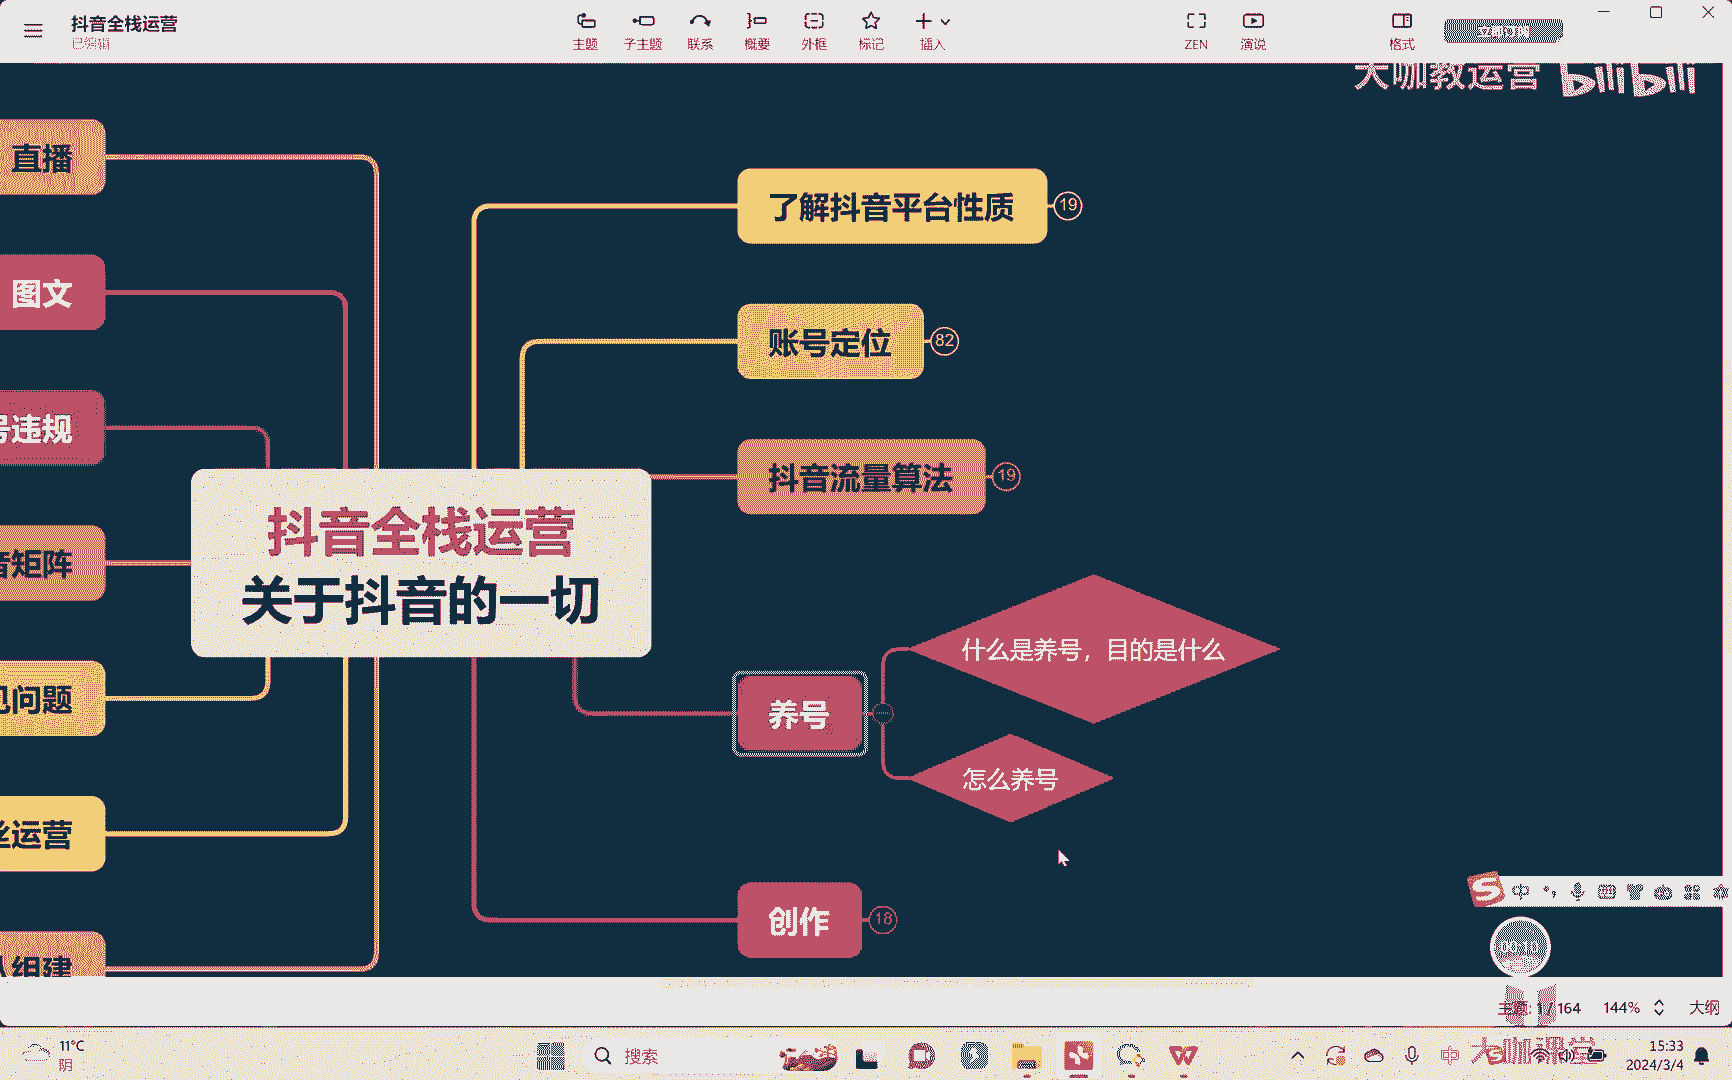 抖音全栈运营
已编辑
主题
子主题
联系
概要
外框
标记
插入
ZEN
演说
格式
大咖教运营 bilibili
直播
图文
号违规
音矩阵
见问题
丝运营
队组建
抖音全栈运营
关于抖音的一切
了解抖音平台性质
19
账号定位
82
抖音流量算法
19
养号
什么是养号，目的是什么
怎么养号
创作
18
中
主题: 1 / 164
144%
大纲
11°C
阴
搜索
中
大咖课堂
15:33
2024/3/4